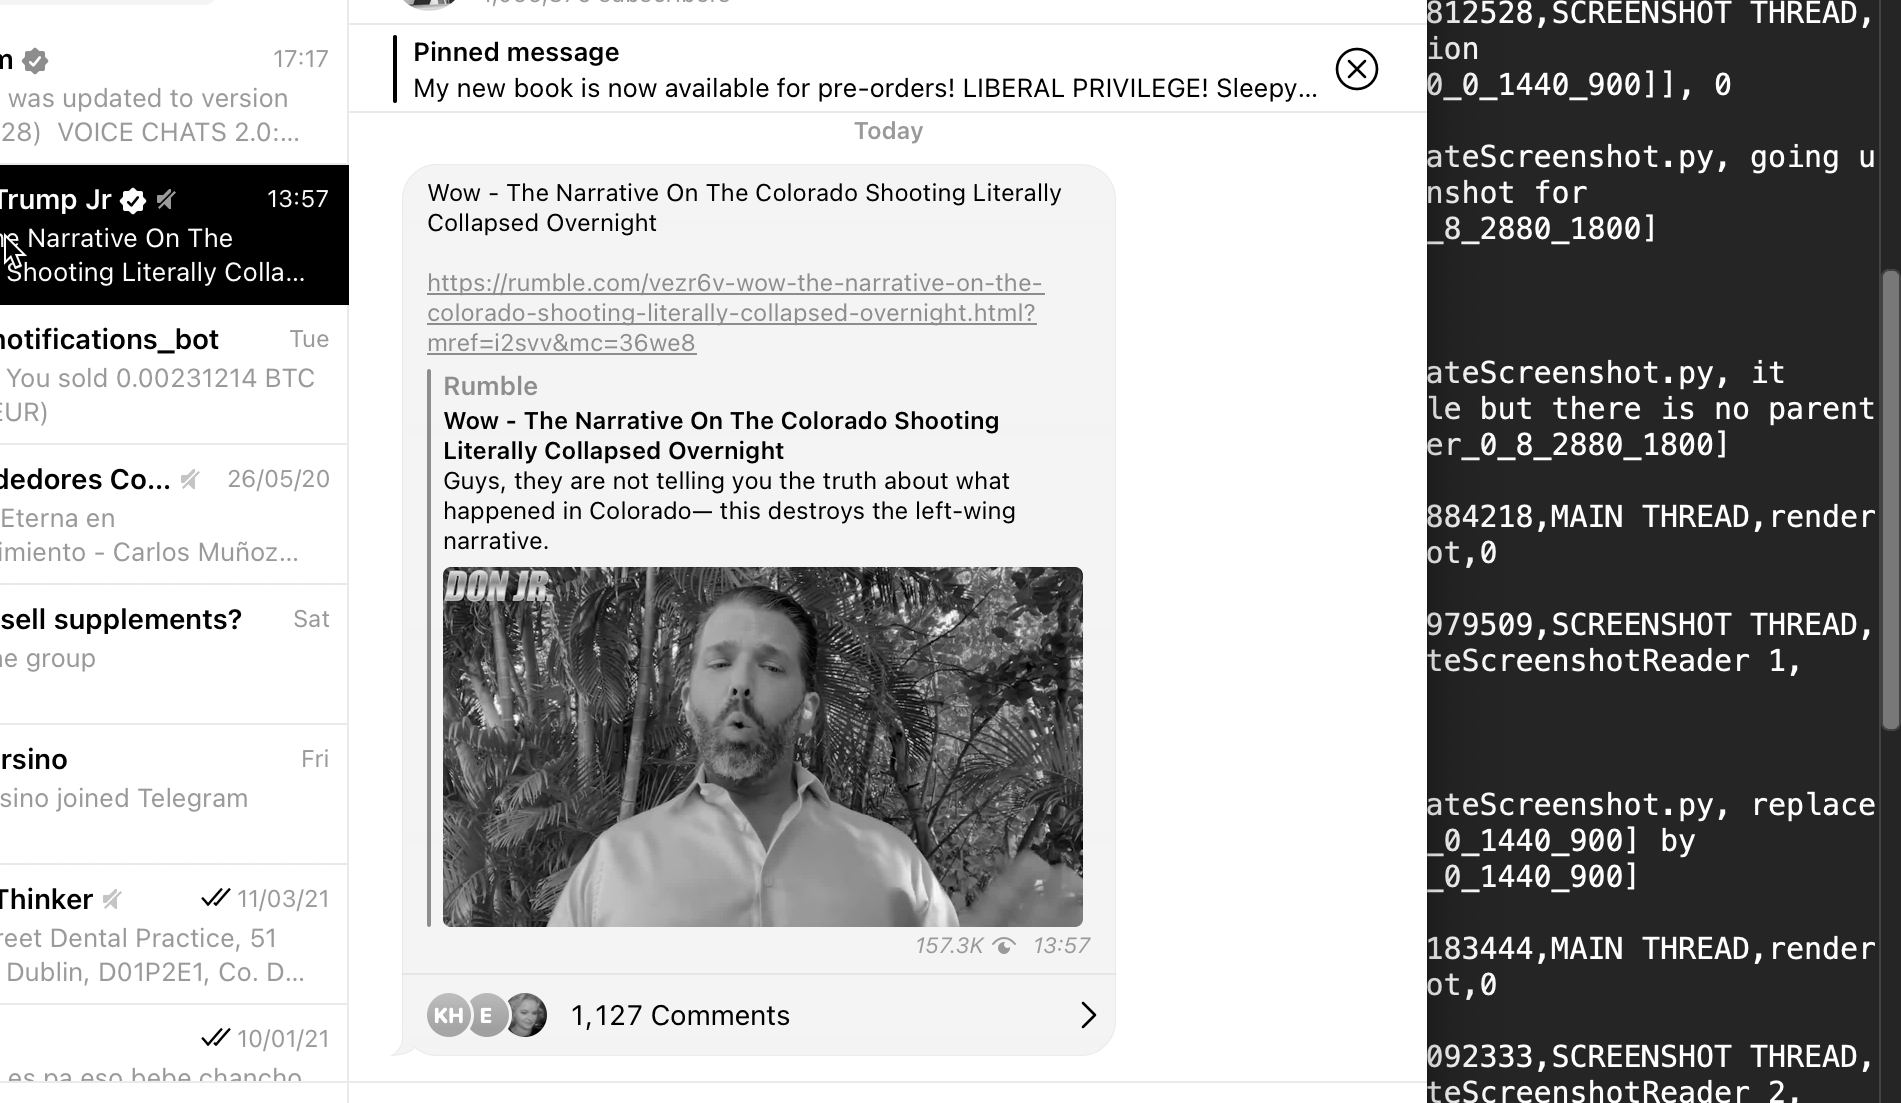 m
17:17
was updated to version
28) VOICE CHATS 2.0:...
Trump Jr
13:57
Narrative On The
Shooting Literally Colla...
notifications_bot
Tue
You sold 0.00231214 BTC
EUR)
dedores Co...
26/05/20
Eterna en
imiento - Carlos Muñoz...
sell supplements?
Sat
ne group
rsino
Fri
sino joined Telegram
Thinker
11/03/21
reet Dental Practice, 51
Dublin, D01P2E1, Co. D...
10/01/21
es pa eso bebe chancho
Pinned message
My new book is now available for pre-orders! LIBERAL PRIVILEGE! Sleepy...
Today
Wow - The Narrative On The Colorado Shooting Literally
Collapsed Overnight
https://rumble.com/vezr6v-wow-the-narrative-on-the-
colorado-shooting-literally-collapsed-overnight.html?
mref=i2svv&mc=36we8
Rumble
Wow - The Narrative On The Colorado Shooting
Literally Collapsed Overnight
Guys, they are not telling you the truth about what
happened in Colorado— this destroys the left-wing
narrative.
DON JR.
157.3K
13:57
KH E
1,127 Comments
812528,SCREENSHOT THREAD,
ion
0_0_1440_900]], 0
ateScreenshot.py, going u
nshot for
_8_2880_1800]
ateScreenshot.py, it
le but there is no parent
er_0_8_2880_1800]
884218,MAIN THREAD,render
ot,0
979509,SCREENSHOT THREAD,
teScreenshotReader 1,
ateScreenshot.py, replace
_0_1440_900] by
_0_1440_900]
183444,MAIN THREAD,render
ot,0
092333,SCREENSHOT THREAD,
teScreenshotReader 2,